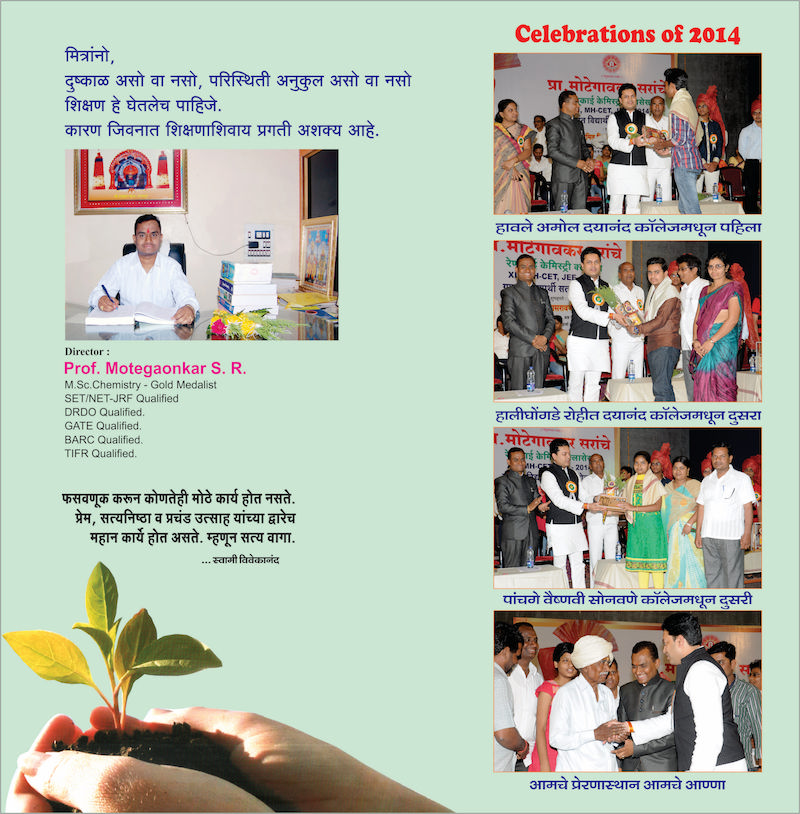 मित्रांनो,
दुष्काळ असो वा नसो, परिस्थिती अनुकुल असो वा नसो
शिक्षण हे घेतलेच पाहिजे.
कारण जिवनात शिक्षणाशिवाय प्रगती अशक्य आहे.
Director :
Prof. Motegaonkar S. R.
M.Sc.Chemistry - Gold Medalist
SET/NET-JRF Qualified
DRDO Qualified.
GATE Qualified.
BARC Qualified.
TIFR Qualified.
फसवणूक करून कोणतेही मोठे कार्य होत नसते.
प्रेम, सत्यनिष्ठा व प्रचंड उत्साह यांच्या द्वारेच
महान कार्ये होत असते. म्हणून सत्य वागा.
... स्वामी विवेकानंद
Celebrations of 2014
प्रा. मोटेगावकर सरांचे
केमिस्ट्री
MH-CET,
हावले अमोल दयानंद कॉलेजमधून पहिला
सरांचे
केमिस्ट्री
हालीघोंगडे रोहीत दयानंद कॉलेजमधून दुसरा
मोटेगावकर सरांचे
पांचगे वैष्णवी सोनवणे कॉलेजमधून दुसरी
आमचे प्रेरणास्थान आमचे आण्णा